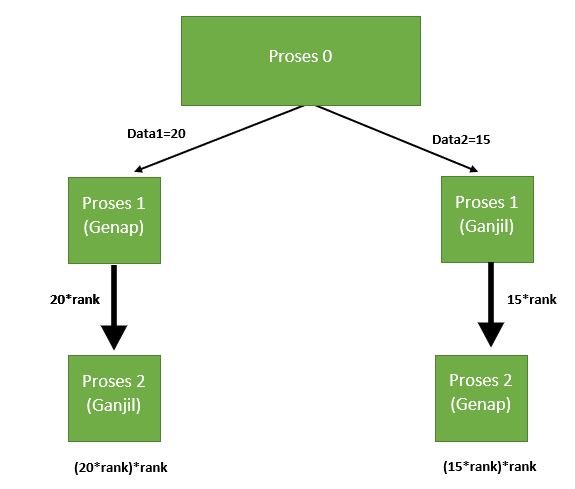 Proses 0
Data1=20
Data2=15
Proses 1
(Genap)
Proses 1
(Ganjil)
20*rank
15*rank
Proses 2
(Ganjil)
Proses 2
(Genap)
(20*rank)*rank
(15*rank)*rank